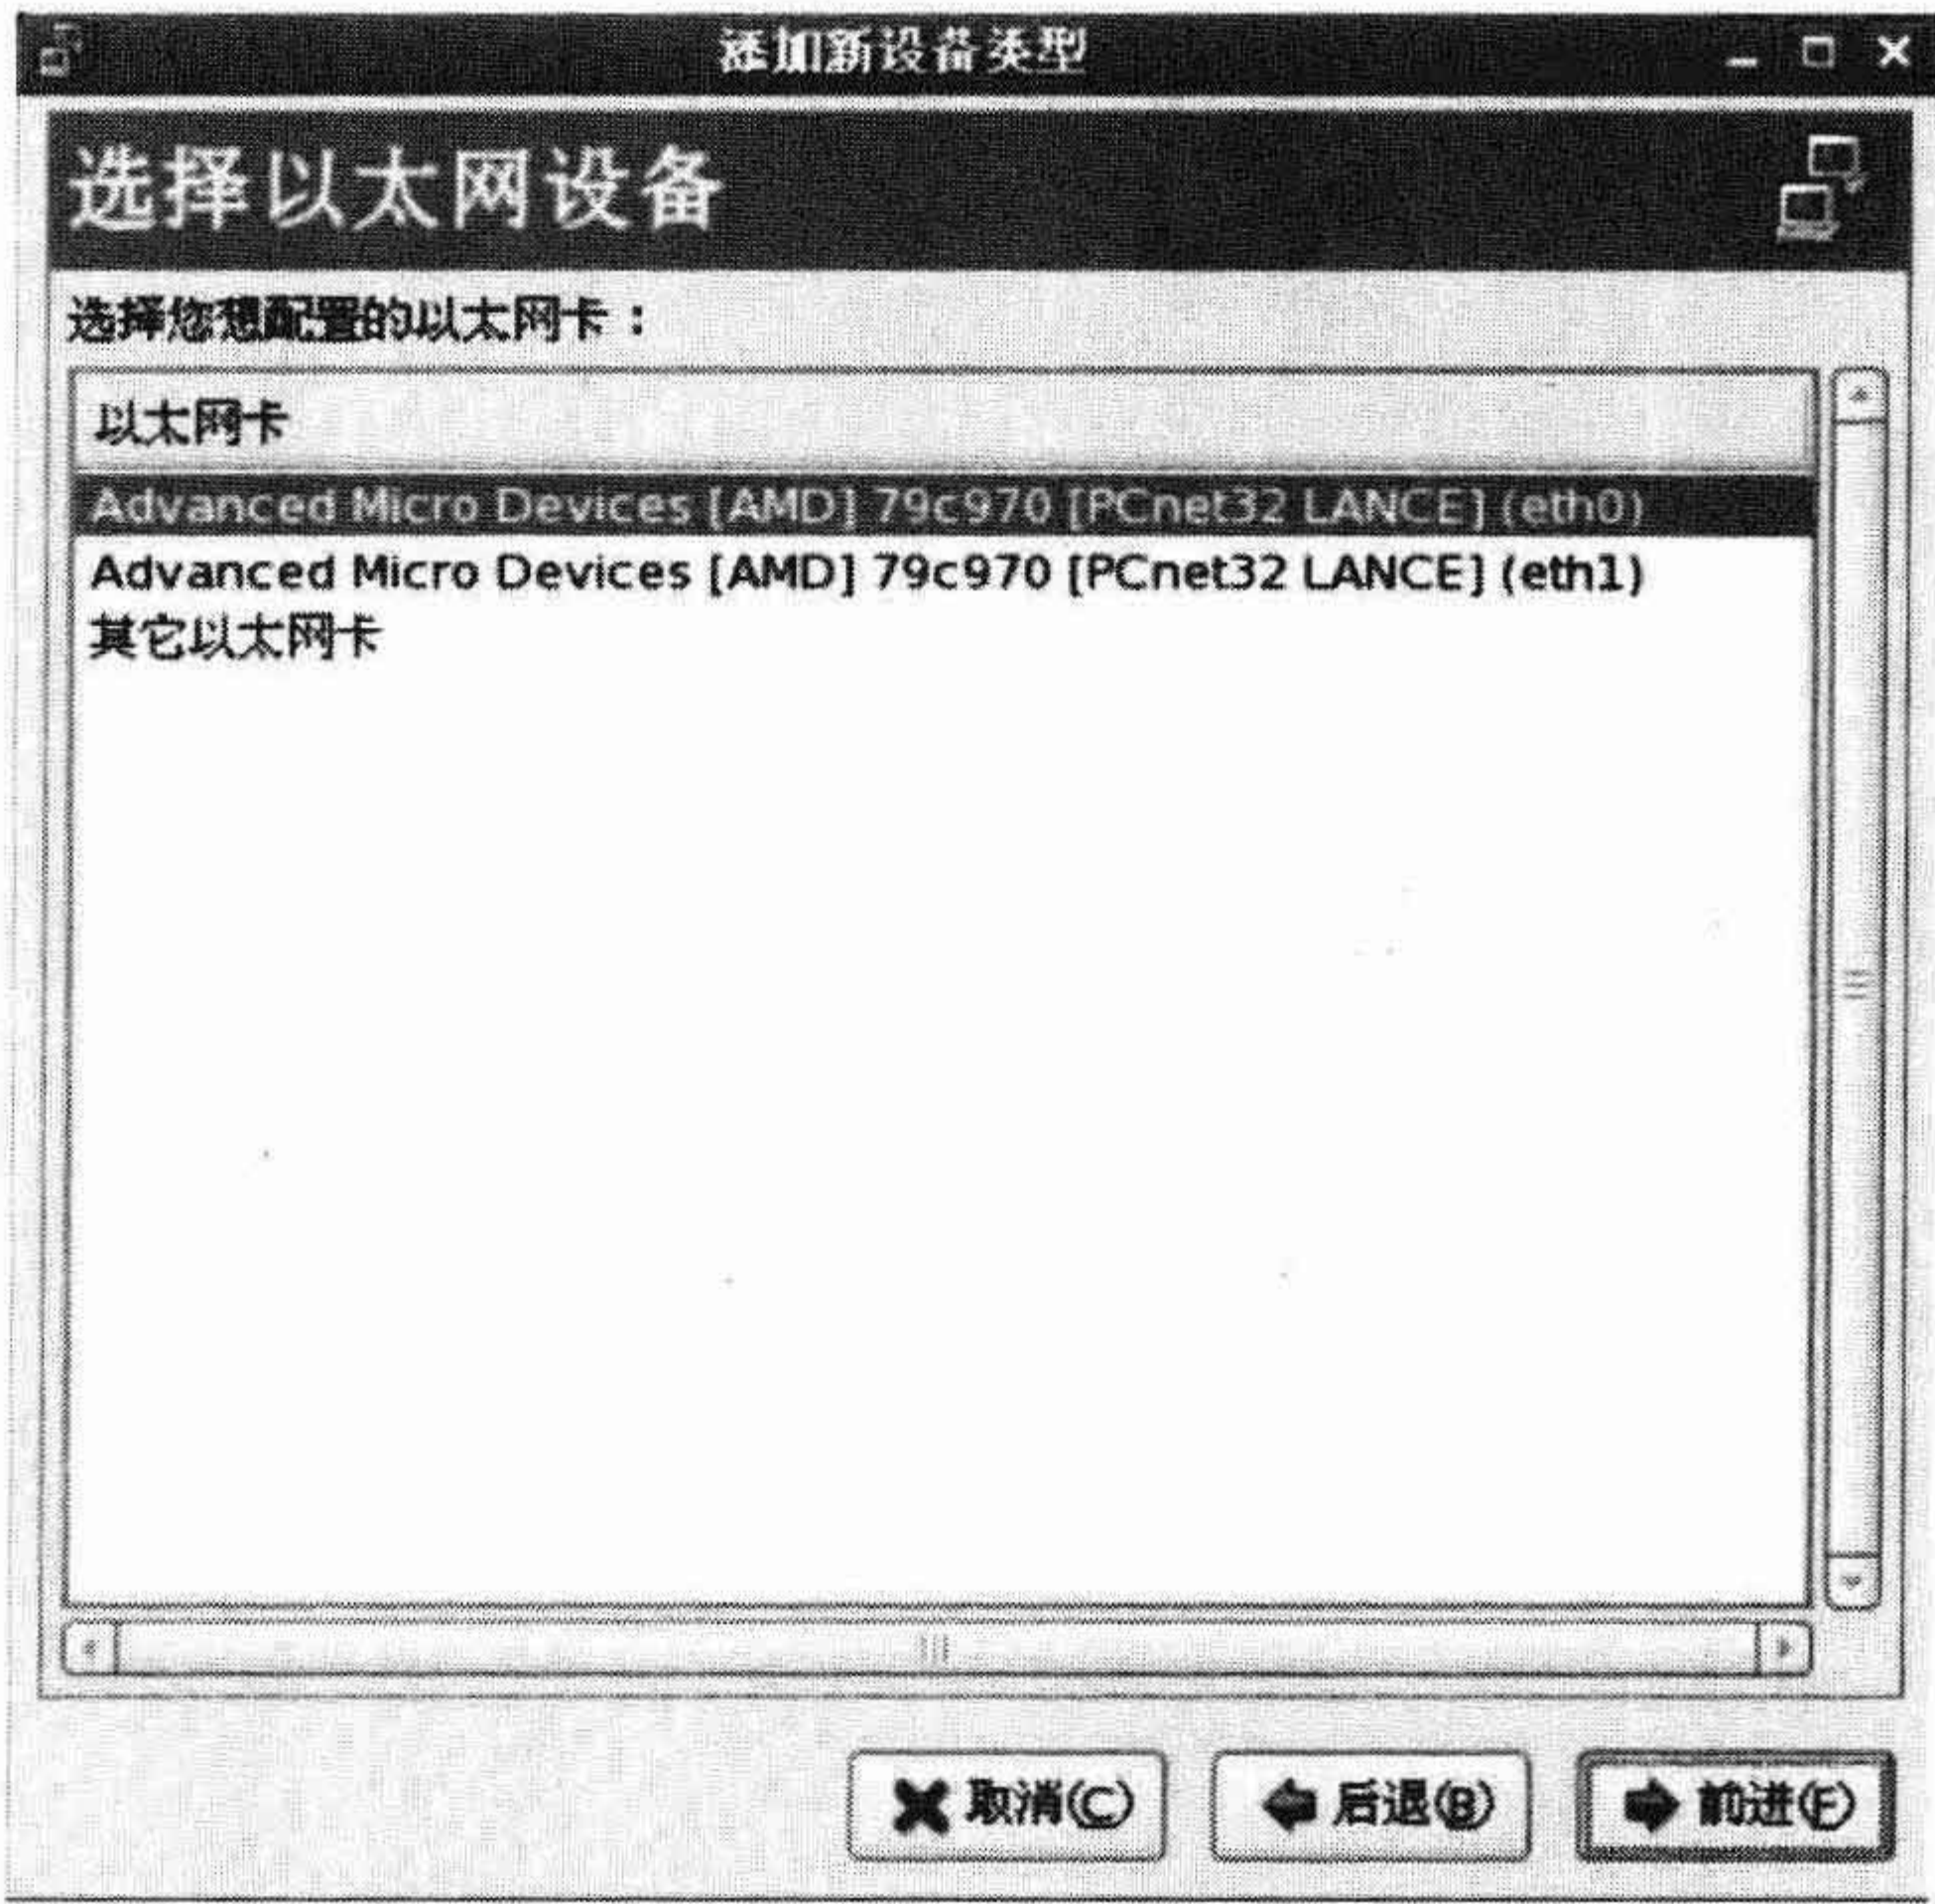 添加新设备类型
选择以太网设备
选择您想配置的以太网卡：
以太网卡
Advanced Micro Devices [AMD] 79c970 [PCnet32 LANCE] (eth0)
Advanced Micro Devices [AMD] 79c970 [PCnet32 LANCE] (eth1)
其它以太网卡
取消(C) 后退(B) 前进(F)